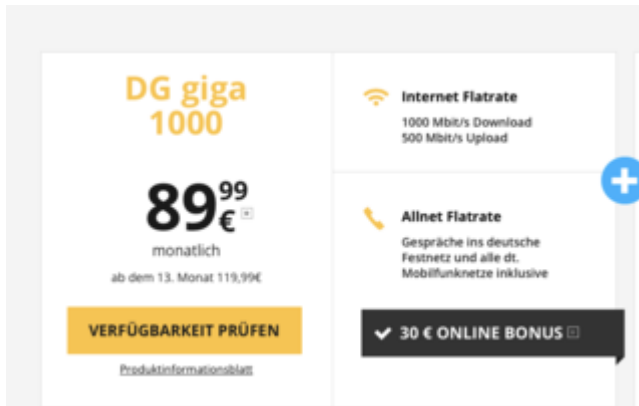 DG giga
1000
89,99 €
monatlich
ab dem 13. Monat 119,99€
VERFÜGBARKEIT PRÜFEN
Produktinformationsblatt
Internet Flatrate
1000 Mbit/s Download
500 Mbit/s Upload
Allnet Flatrate
Gespräche ins deutsche
Festnetz und alle dt.
Mobilfunknetze inklusive
30 € ONLINE BONUS